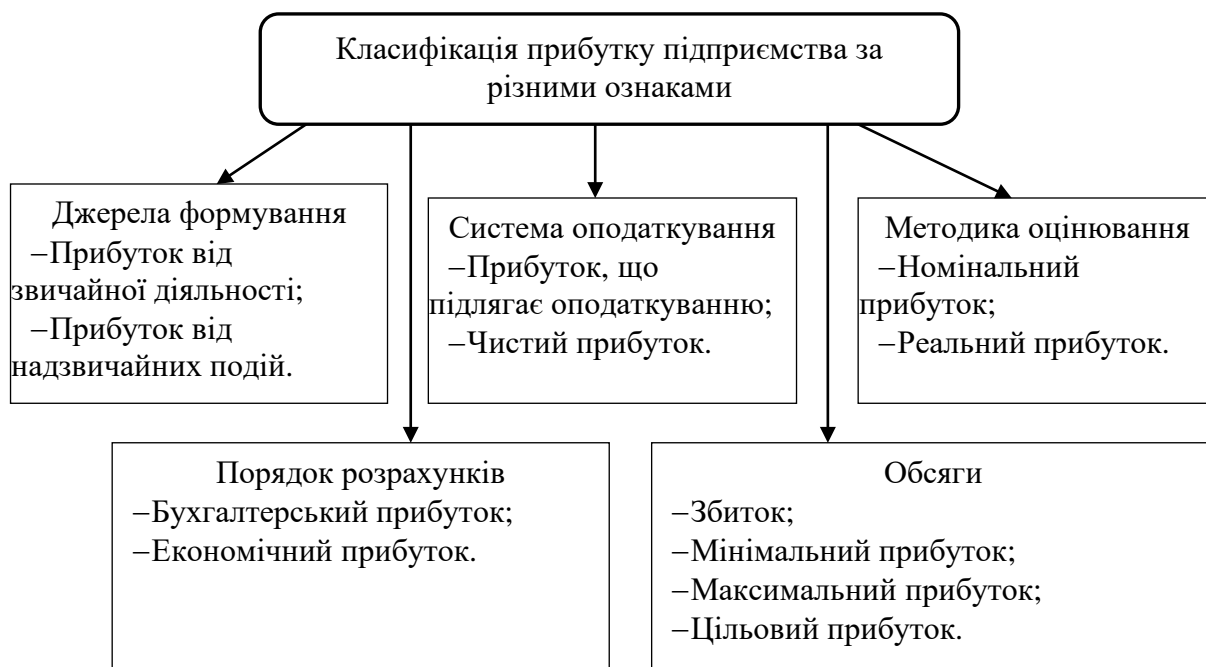 Класифікація прибутку підприємства за
різними ознаками
Джерела формування
–Прибуток від
звичайної діяльності;
–Прибуток від
надзвичайних подій.
Система оподаткування
–Прибуток, що
підлягає оподаткуванню;
–Чистий прибуток.
Методика оцінювання
–Номінальний
прибуток;
–Реальний прибуток.
Порядок розрахунків
–Бухгалтерський прибуток;
–Економічний прибуток.
Обсяги
–Збиток;
–Мінімальний прибуток;
–Максимальний прибуток;
–Цільовий прибуток.